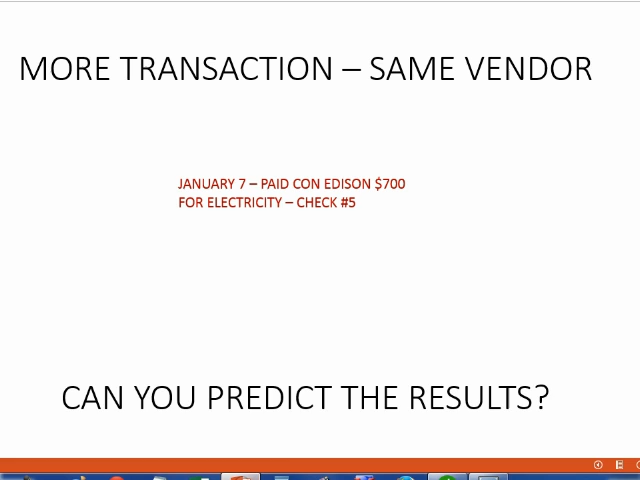 MORE TRANSACTION – SAME VENDOR
JANUARY 7 – PAID CON EDISON $700
FOR ELECTRICITY – CHECK #5
CAN YOU PREDICT THE RESULTS?